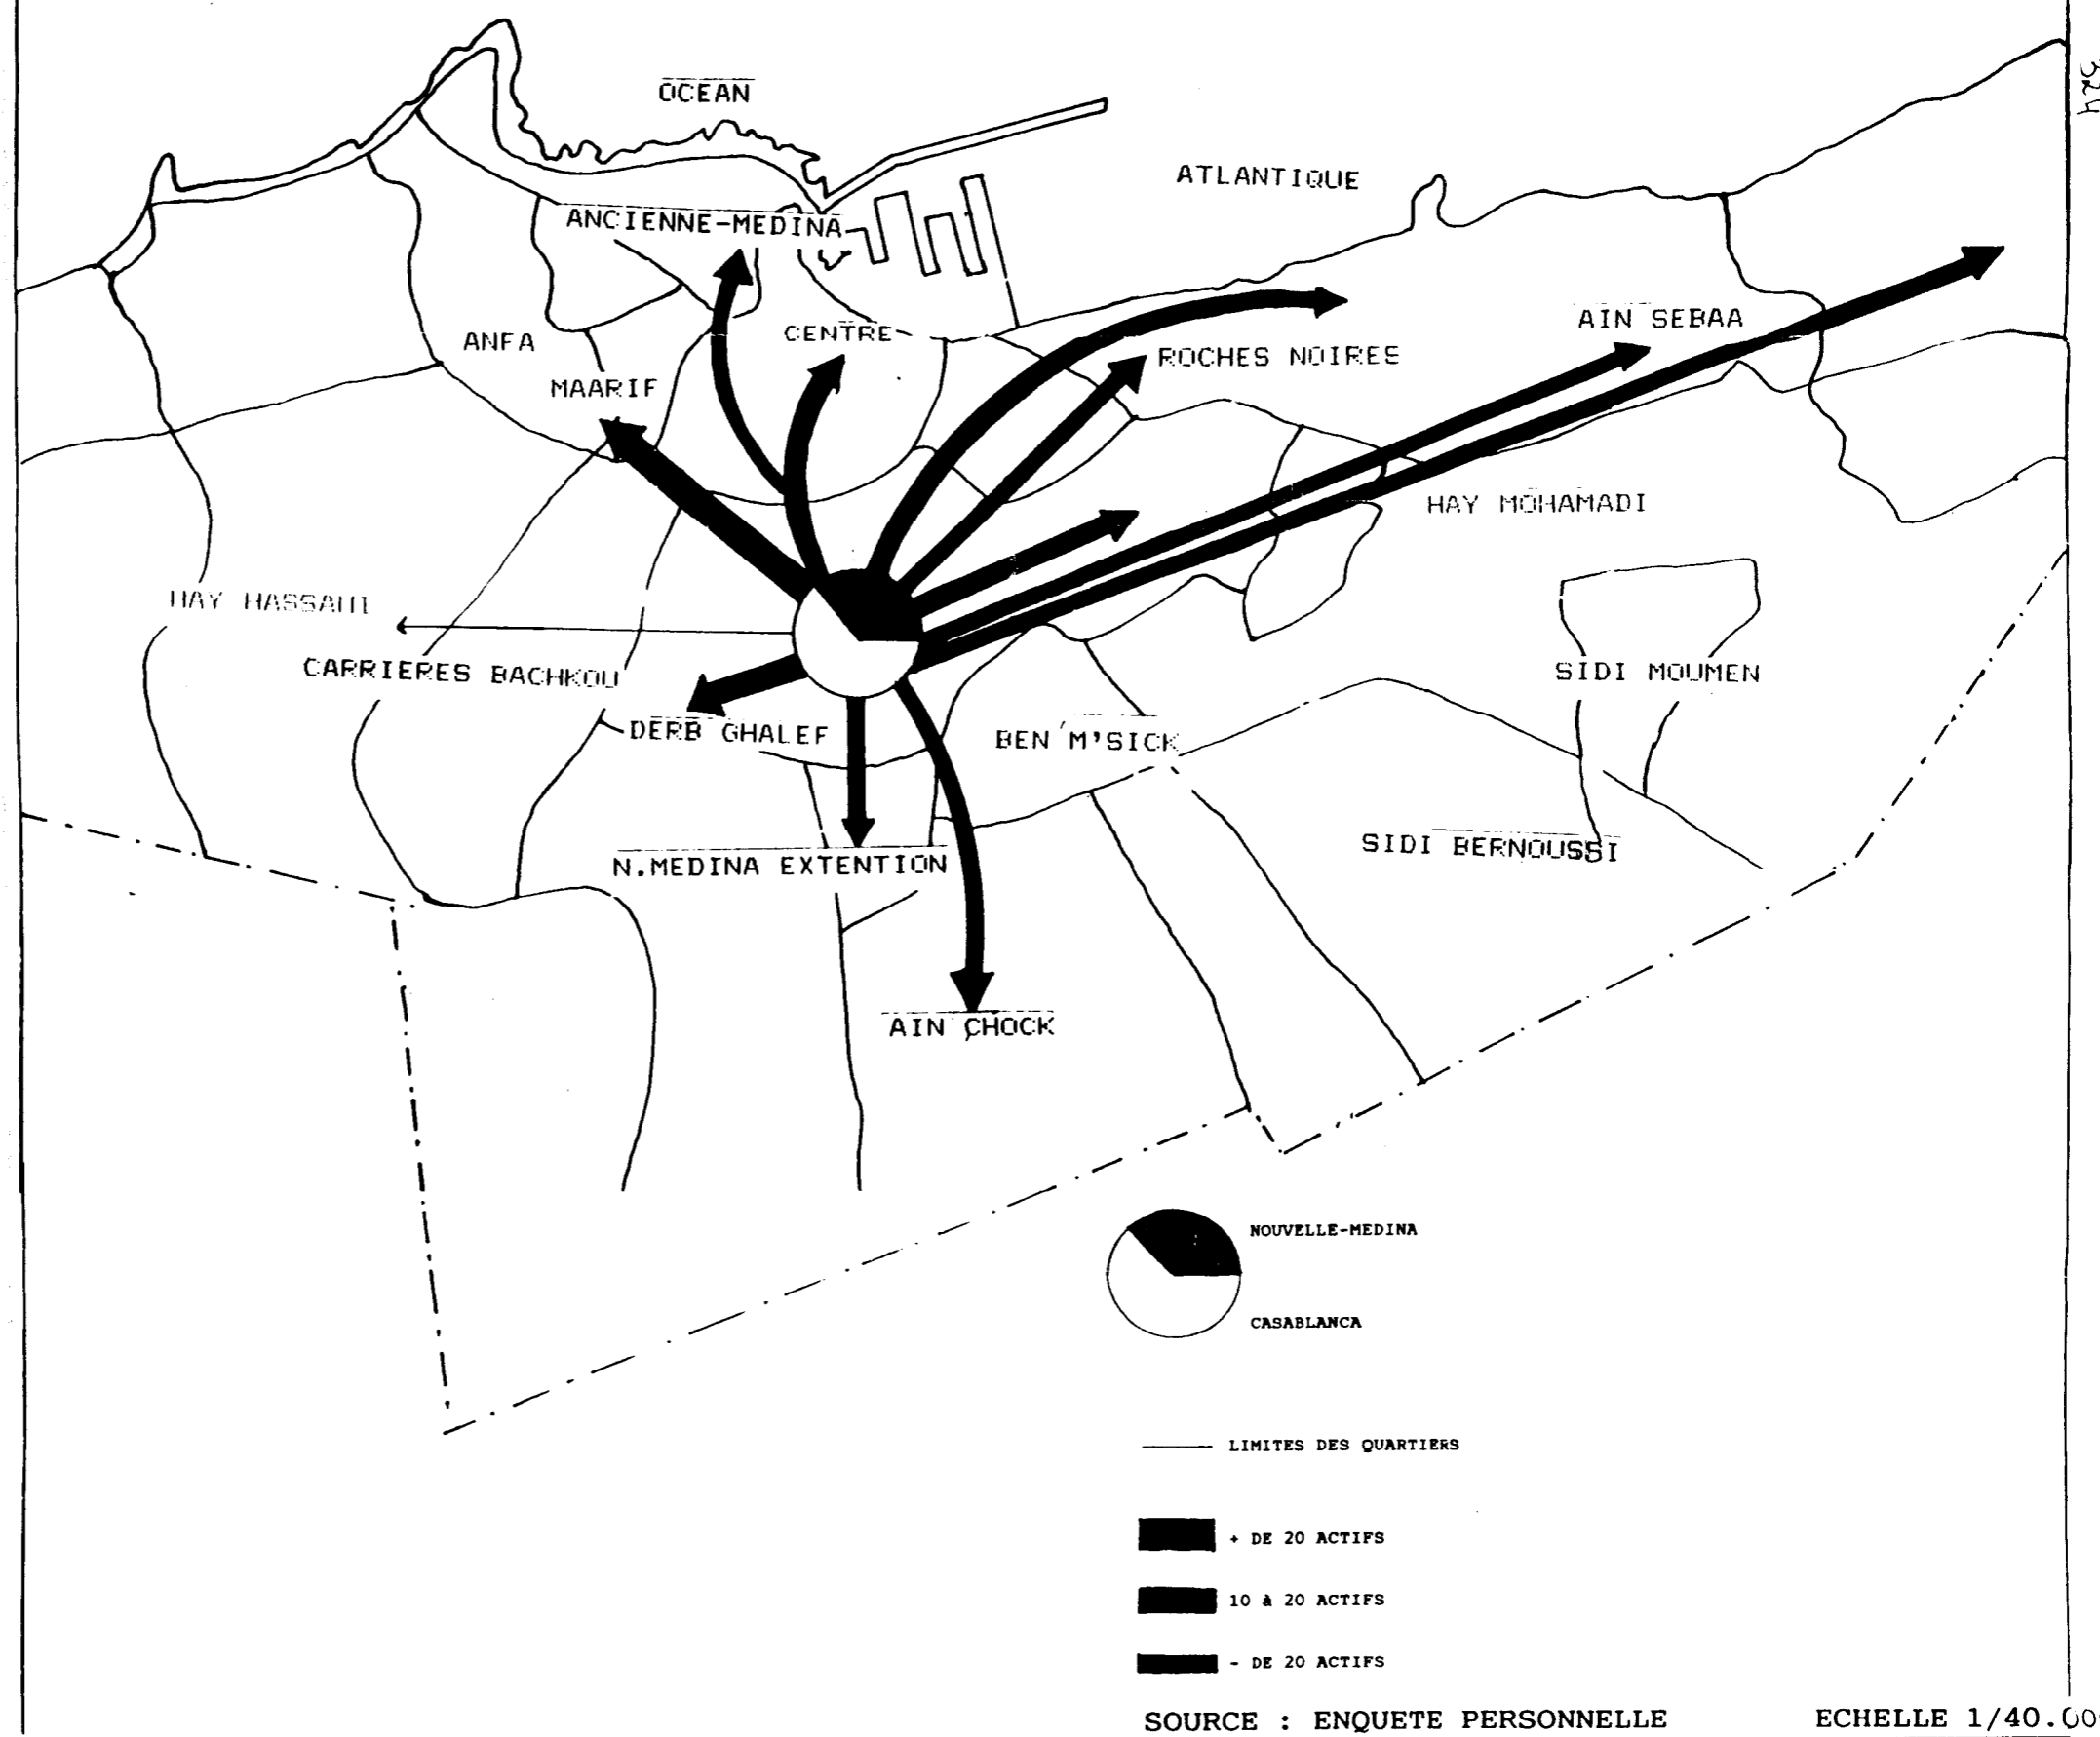 324
OCEAN
ATLANTIQUE
ANCIENNE-MEDINA
AIN SEBAA
CENTRE
ANFA
ROCHES NOIREE
MAARIF
HAY MOHAMADI
HAY HASSANI
CARRIERES BACHKOU
SIDI MOUMEN
DERB GHALEF
BEN M'SICK
SIDI BERNOUSSI
N.MEDINA EXTENTION
AIN CHOCK
NOUVELLE-MEDINA
CASABLANCA
LIMITES DES QUARTIERS
+ DE 20 ACTIFS
10 à 20 ACTIFS
- DE 20 ACTIFS
SOURCE : ENQUETE PERSONNELLE
ECHELLE 1/40.00